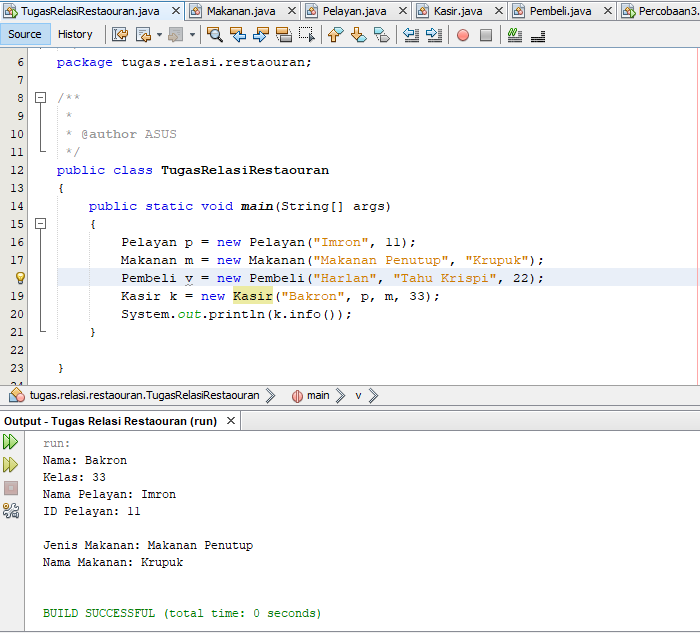 TugasRelasiRestaouran.java Makanan.java Pelayan.java Kasir.java Pembeli.java Percobaan3.
Source History
6 package tugas.relasi.restaouran;
7
8 /**
9 *
10 * @author ASUS
11 */
12 public class TugasRelasiRestaouran
13 {
14 public static void main(String[] args)
15 {
16 Pelayan p = new Pelayan("Imron", 11);
17 Makanan m = new Makanan("Makanan Penutup", "Krupuk");
Pembeli v = new Pembeli("Harlan", "Tahu Krispi", 22);
19 Kasir k = new Kasir("Bakron", p, m, 33);
20 System.out.println(k.info());
21 }
22
23 }
24
tugas.relasi.restaouran.TugasRelasiRestaouran main v
Output - Tugas Relasi Restaouran (run)
run:
Nama: Bakron
Kelas: 33
Nama Pelayan: Imron
ID Pelayan: 11
Jenis Makanan: Makanan Penutup
Nama Makanan: Krupuk
BUILD SUCCESSFUL (total time: 0 seconds)